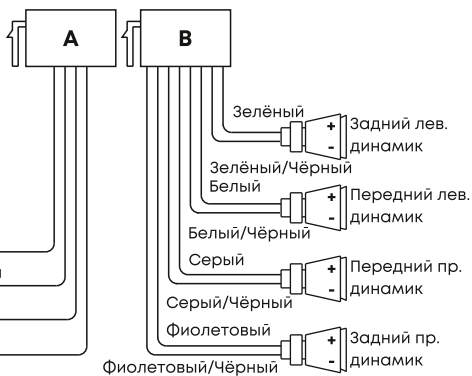 A
B
Зелёный
+
Задний лев.
-
динамик
Зелёный/Чёрный
Белый
+
Передний лев.
-
динамик
Белый/Чёрный
Серый
+
Передний пр.
-
динамик
Серый/Чёрный
Фиолетовый
+
Задний пр.
-
динамик
Фиолетовый/Чёрный